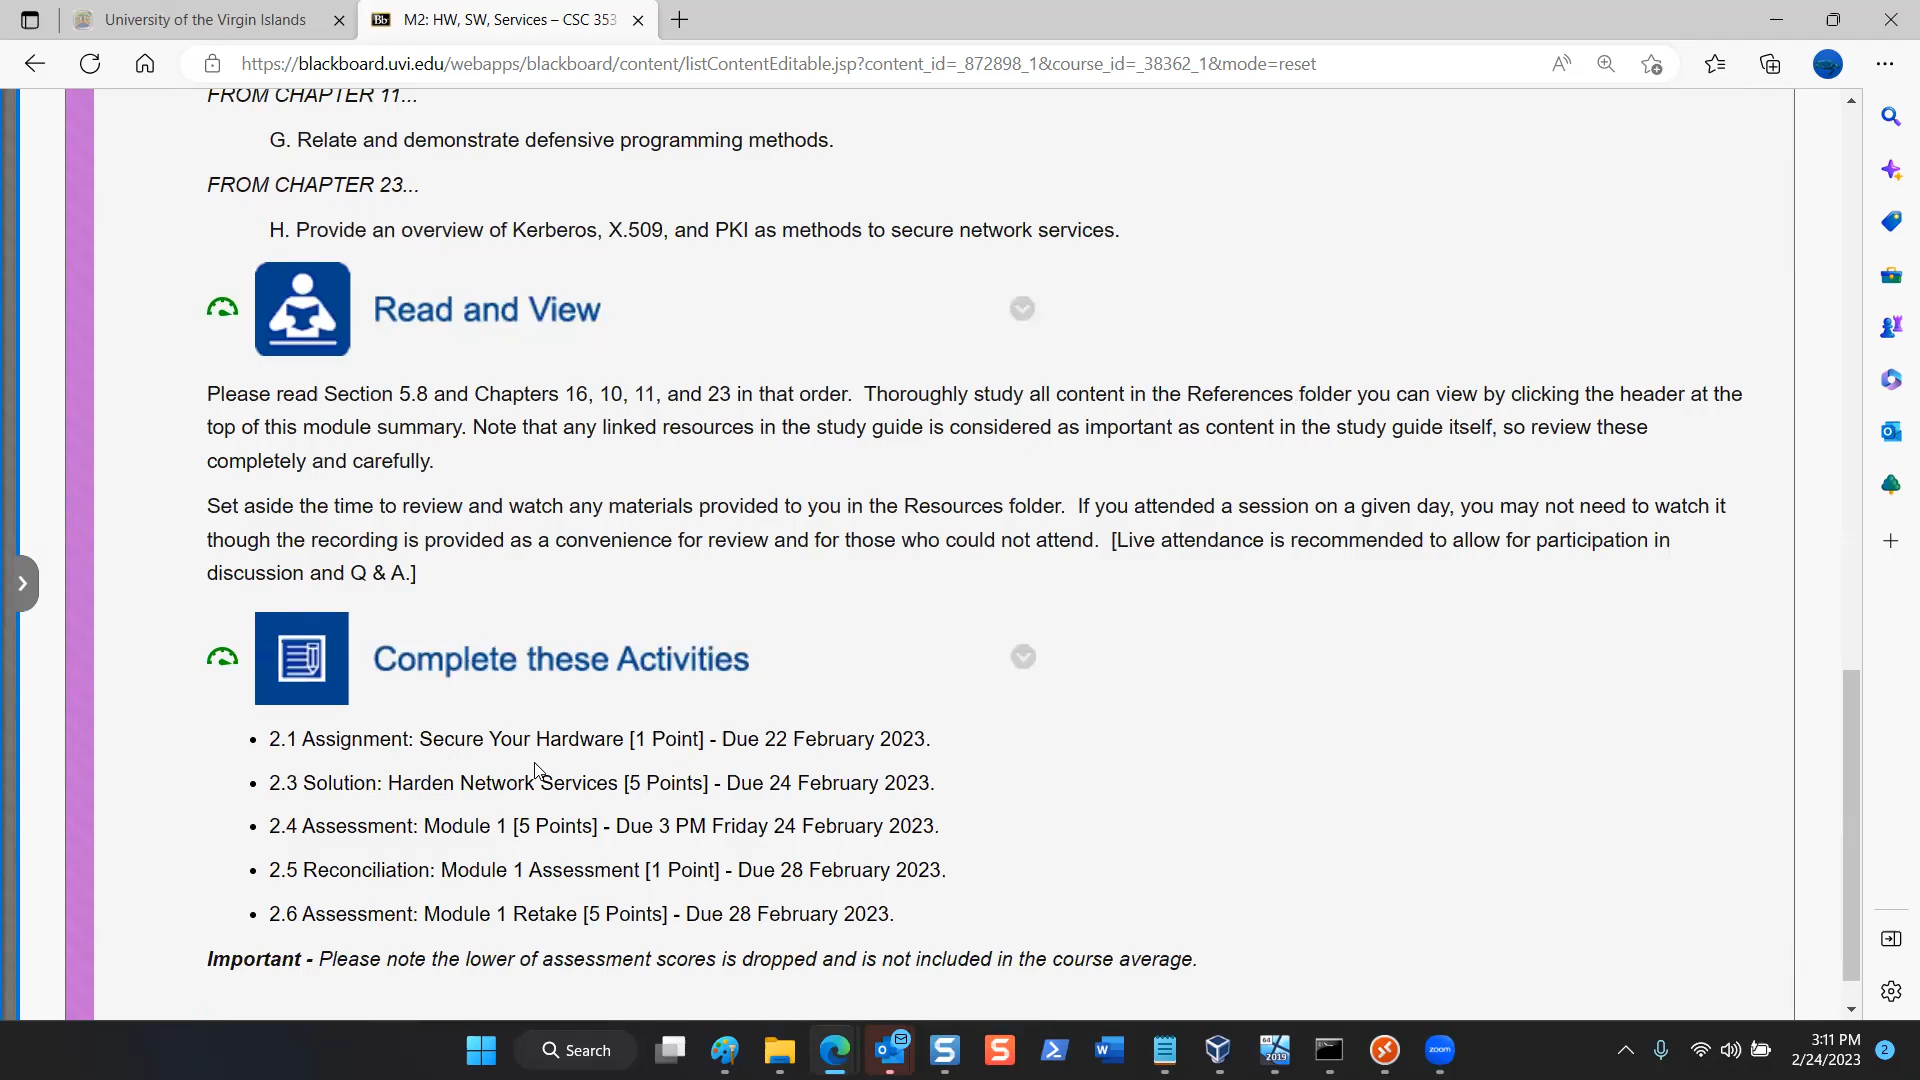 University of the Virgin Islands
M2: HW, SW, Services – CSC 353
https://blackboard.uvi.edu/webapps/blackboard/content/listContentEditable.jsp?content_id=_872898_1&course_id=_38362_1&mode=reset
FROM CHAPTER 11...
G. Relate and demonstrate defensive programming methods.
FROM CHAPTER 23...
H. Provide an overview of Kerberos, X.509, and PKI as methods to secure network services.
Read and View
Please read Section 5.8 and Chapters 16, 10, 11, and 23 in that order. Thoroughly study all content in the References folder you can view by clicking the header at the
top of this module summary. Note that any linked resources in the study guide is considered as important as content in the study guide itself, so review these
completely and carefully.
Set aside the time to review and watch any materials provided to you in the Resources folder. If you attended a session on a given day, you may not need to watch it
though the recording is provided as a convenience for review and for those who could not attend. [Live attendance is recommended to allow for participation in
discussion and Q & A.]
Complete these Activities
• 2.1 Assignment: Secure Your Hardware [1 Point] - Due 22 February 2023.
• 2.3 Solution: Harden Network Services [5 Points] - Due 24 February 2023.
• 2.4 Assessment: Module 1 [5 Points] - Due 3 PM Friday 24 February 2023.
• 2.5 Reconciliation: Module 1 Assessment [1 Point] - Due 28 February 2023.
• 2.6 Assessment: Module 1 Retake [5 Points] - Due 28 February 2023.
Important - Please note the lower of assessment scores is dropped and is not included in the course average.
Search
64
2019
zoom
3:11 PM
2/24/2023
2